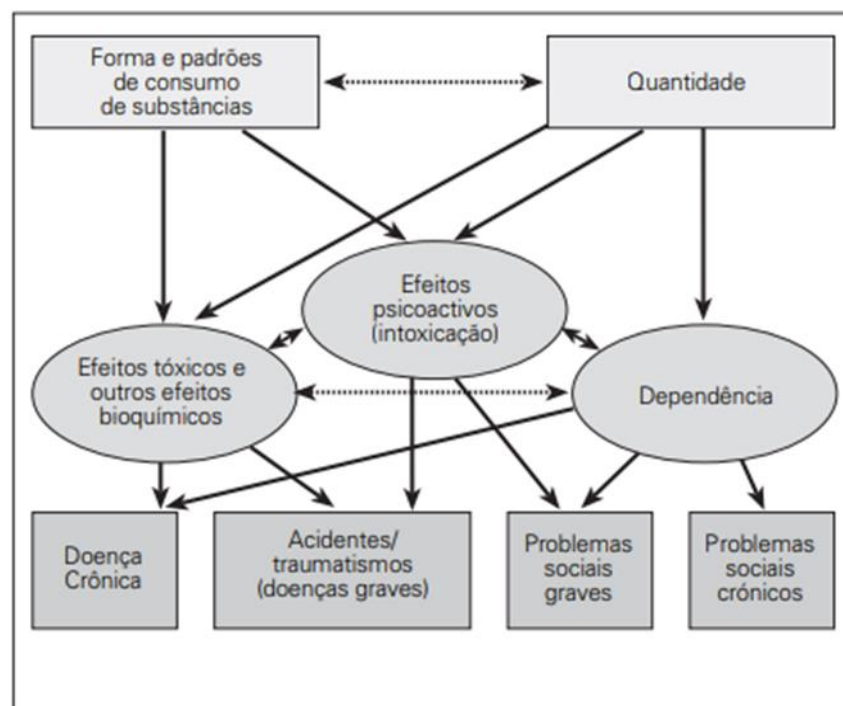 Forma e padrões
de consumo
de substâncias
Quantidade
Efeitos
psicoactivos
(intoxicação)
Efeitos tóxicos e
outros efeitos
bioquímicos
Dependência
Doença
Crônica
Acidentes/
traumatismos
(doenças graves)
Problemas
sociais
graves
Problemas
sociais
crónicos